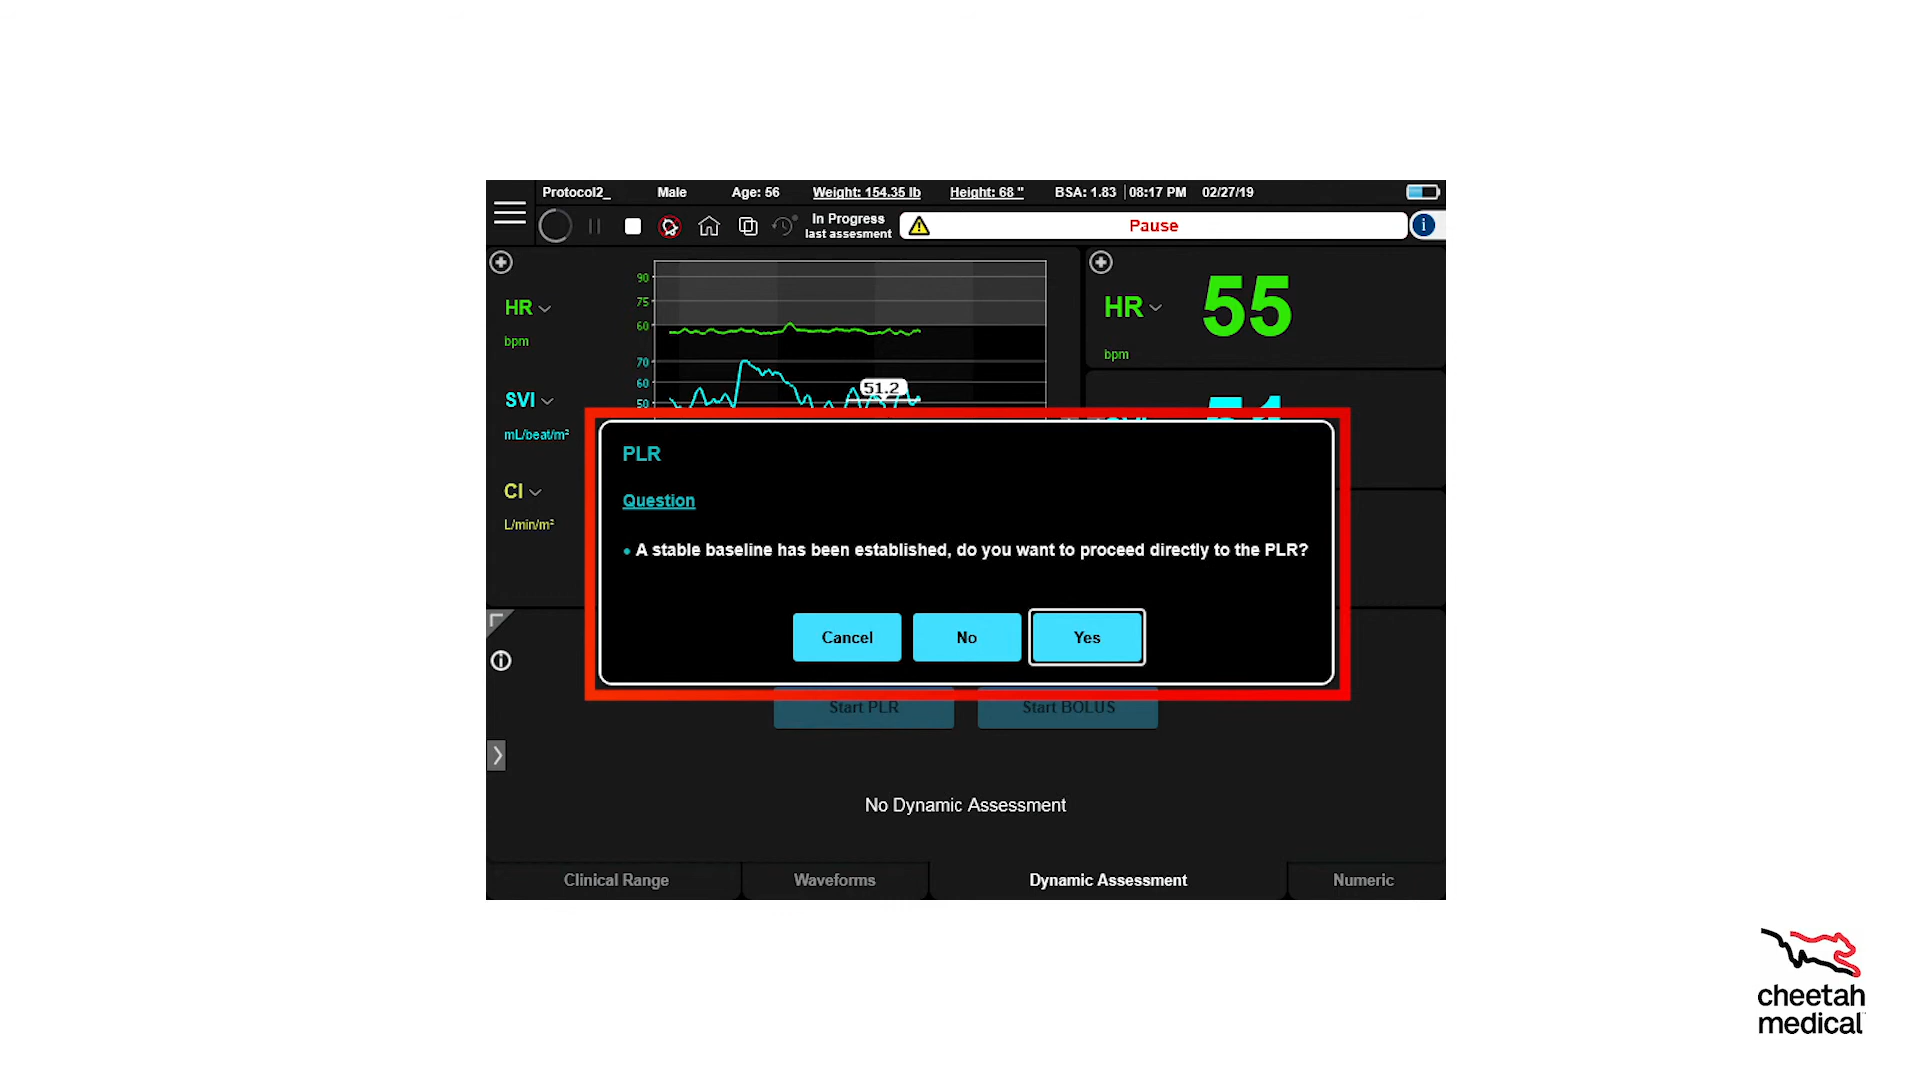 Protocol2_ Male Age: 56 Weight: 154.35 lb Height: 68 " BSA: 1.83 08:17 PM 02/27/19
In Progress
last assesment
Pause
i
HR
bpm
90
75
60
70
60
50
51.2
HR
55
bpm
SVI
mL/beat/m²
CI
L/min/m²
PLR
Question
• A stable baseline has been established, do you want to proceed directly to the PLR?
Cancel No Yes
Start PLR Start BOLUS
No Dynamic Assessment
Clinical Range Waveforms Dynamic Assessment Numeric
cheetah
medical